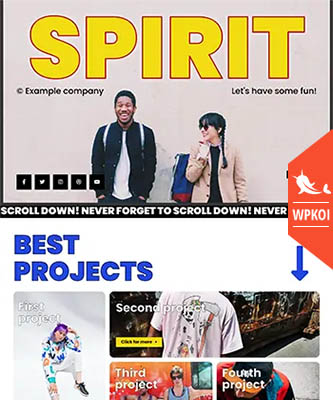 SPIRIT
© Example company
Let's have some fun!
WPKOI
SCROLL DOWN! NEVER FORGET TO SCROLL DOWN! NEVER
BEST
PROJECTS
First
project
Second project
Click for more
Third
project
Fourth
project